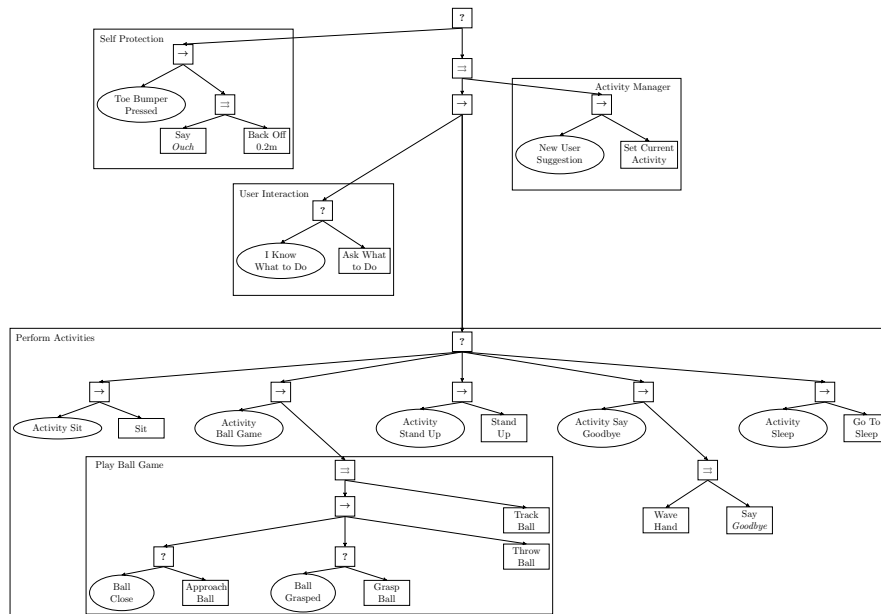 ?
Self Protection
→
⇉
Activity Manager
Toe Bumper
Pressed
⇉
→
→
Say
Ouch
Back Off
0.2m
New User
Suggestion
Set Current
Activity
User Interaction
?
I Know
What to Do
Ask What
to Do
Perform Activities
?
→
→
→
→
→
Activity Sit
Sit
Activity
Ball Game
Activity
Stand Up
Stand
Up
Activity Say
Goodbye
Activity
Sleep
Go To
Sleep
Play Ball Game
⇉
⇉
→
Track
Ball
Wave
Hand
Say
Goodbye
?
?
Throw
Ball
Ball
Close
Approach
Ball
Ball
Grasped
Grasp
Ball